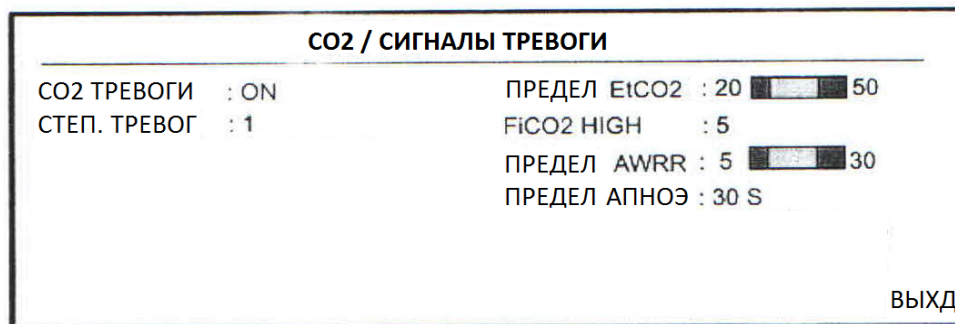 СО2 / СИГНАЛЫ ТРЕВОГИ
СО2 ТРЕВОГИ : ON
СТЕП. ТРЕВОГ : 1
ПРЕДЕЛ EtCO2 : 20 50
FiCO2 HIGH : 5
ПРЕДЕЛ AWRR : 5 30
ПРЕДЕЛ АПНОЭ : 30 S
ВЫХД